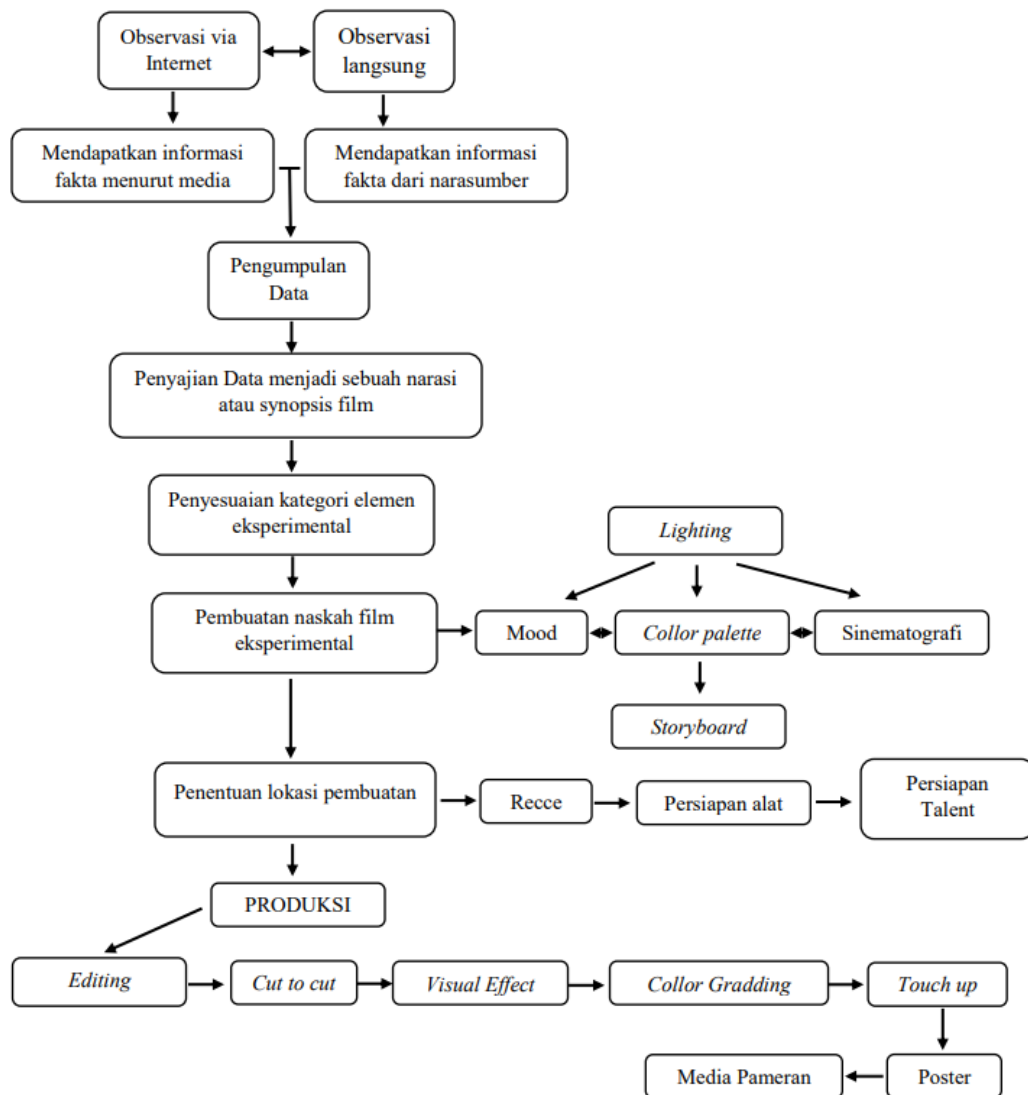 Observasi via
Internet
Observasi
langsung
Mendapatkan informasi
fakta menurut media
Mendapatkan informasi
fakta dari narasumber
Pengumpulan
Data
Penyajian Data menjadi sebuah narasi
atau synopsis film
Penyesuaian kategori elemen
eksperimental
Lighting
Pembuatan naskah film
eksperimental
Mood
Collor palette
Sinematografi
Storyboard
Penentuan lokasi pembuatan
Recce
Persiapan alat
Persiapan
Talent
PRODUKSI
Editing
Cut to cut
Visual Effect
Collor Gradding
Touch up
Media Pameran
Poster